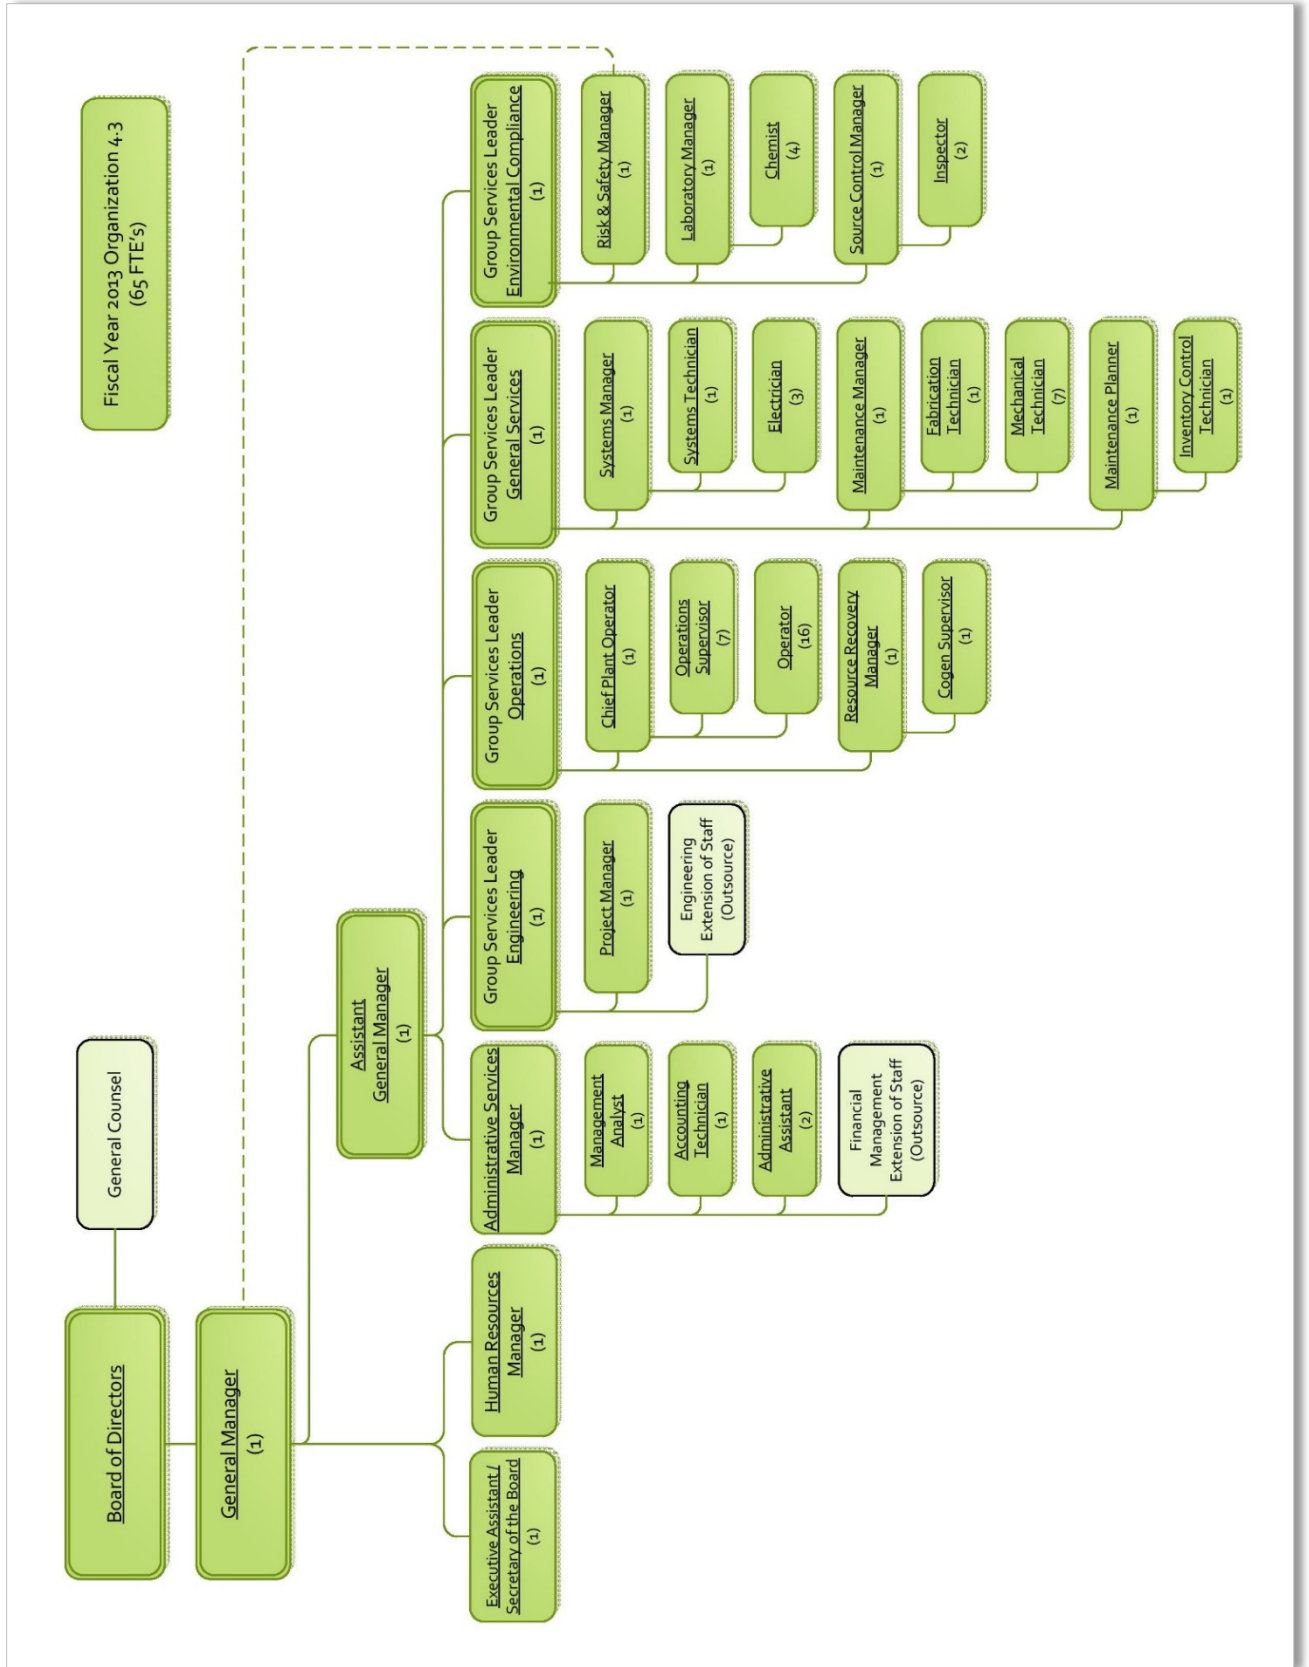 Fiscal Year 2013 Organization 4.3
(65 FTE's)
Board of Directors
General Counsel
General Manager
(1)
Assistant
General Manager
(1)
Executive Assistant /
Secretary of the Board
(1)
Human Resources
Manager
(1)
Administrative Services
Manager
(1)
Management
Analyst
(1)
Accounting
Technician
(1)
Administrative
Assistant
(2)
Financial
Management
Extension of Staff
(Outsource)
Group Services Leader
Engineering
(1)
Project Manager
(1)
Engineering
Extension of Staff
(Outsource)
Group Services Leader
Operations
(1)
Chief Plant Operator
(1)
Operations
Supervisor
(7)
Operator
(16)
Resource Recovery
Manager
(1)
Cogen Supervisor
(1)
Group Services Leader
General Services
(1)
Systems Manager
(1)
Systems Technician
(1)
Electrician
(3)
Maintenance Manager
(1)
Fabrication
Technician
(1)
Mechanical
Technician
(7)
Maintenance Planner
(1)
Inventory Control
Technician
(1)
Group Services Leader
Environmental Compliance
(1)
Risk & Safety Manager
(1)
Laboratory Manager
(1)
Chemist
(4)
Source Control Manager
(1)
Inspector
(2)